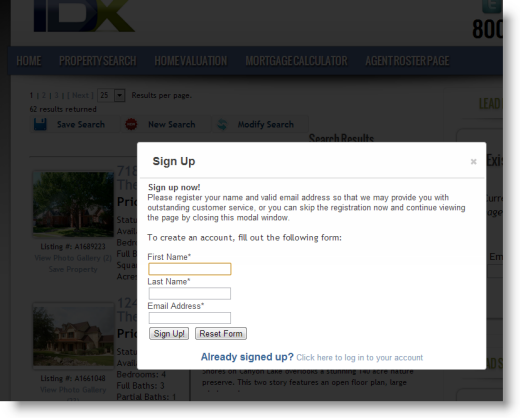 IDX
800
HOME PROPERTY SEARCH HOME VALUATION MORTGAGE CALCULATOR AGENT ROSTER PAGE
1 | 2 | 3 | | Next | 25 Results per page.
62 results returned
Save Search New Search Modify Search
LEAD
Search Results
Sign Up ×
Sign up now!
Please register your name and valid email address so that we may provide you with
outstanding customer service, or you can skip the registration now and continue viewing
the page by closing this modal window.
To create an account, fill out the following form:
First Name*
Last Name*
Email Address*
Sign Up! Reset Form
Already signed up? Click here to log in to your account
718
The
Pric
Statu
Avail
Bedr
Full B
Squa
Acre
Listing #: A1689223
View Photo Gallery (2)
Save Property
124
The
Pric
Statu
Avail
Bedrooms: 4
Full Baths: 3
Partial Baths: 1
Listing #: A1661048
View Photo Gallery
Shores on Canyon Lake overlooks a stunning 180 acre nature
preserve. This two story features an open floor plan, large
Exi
urre
age
Em
AD S